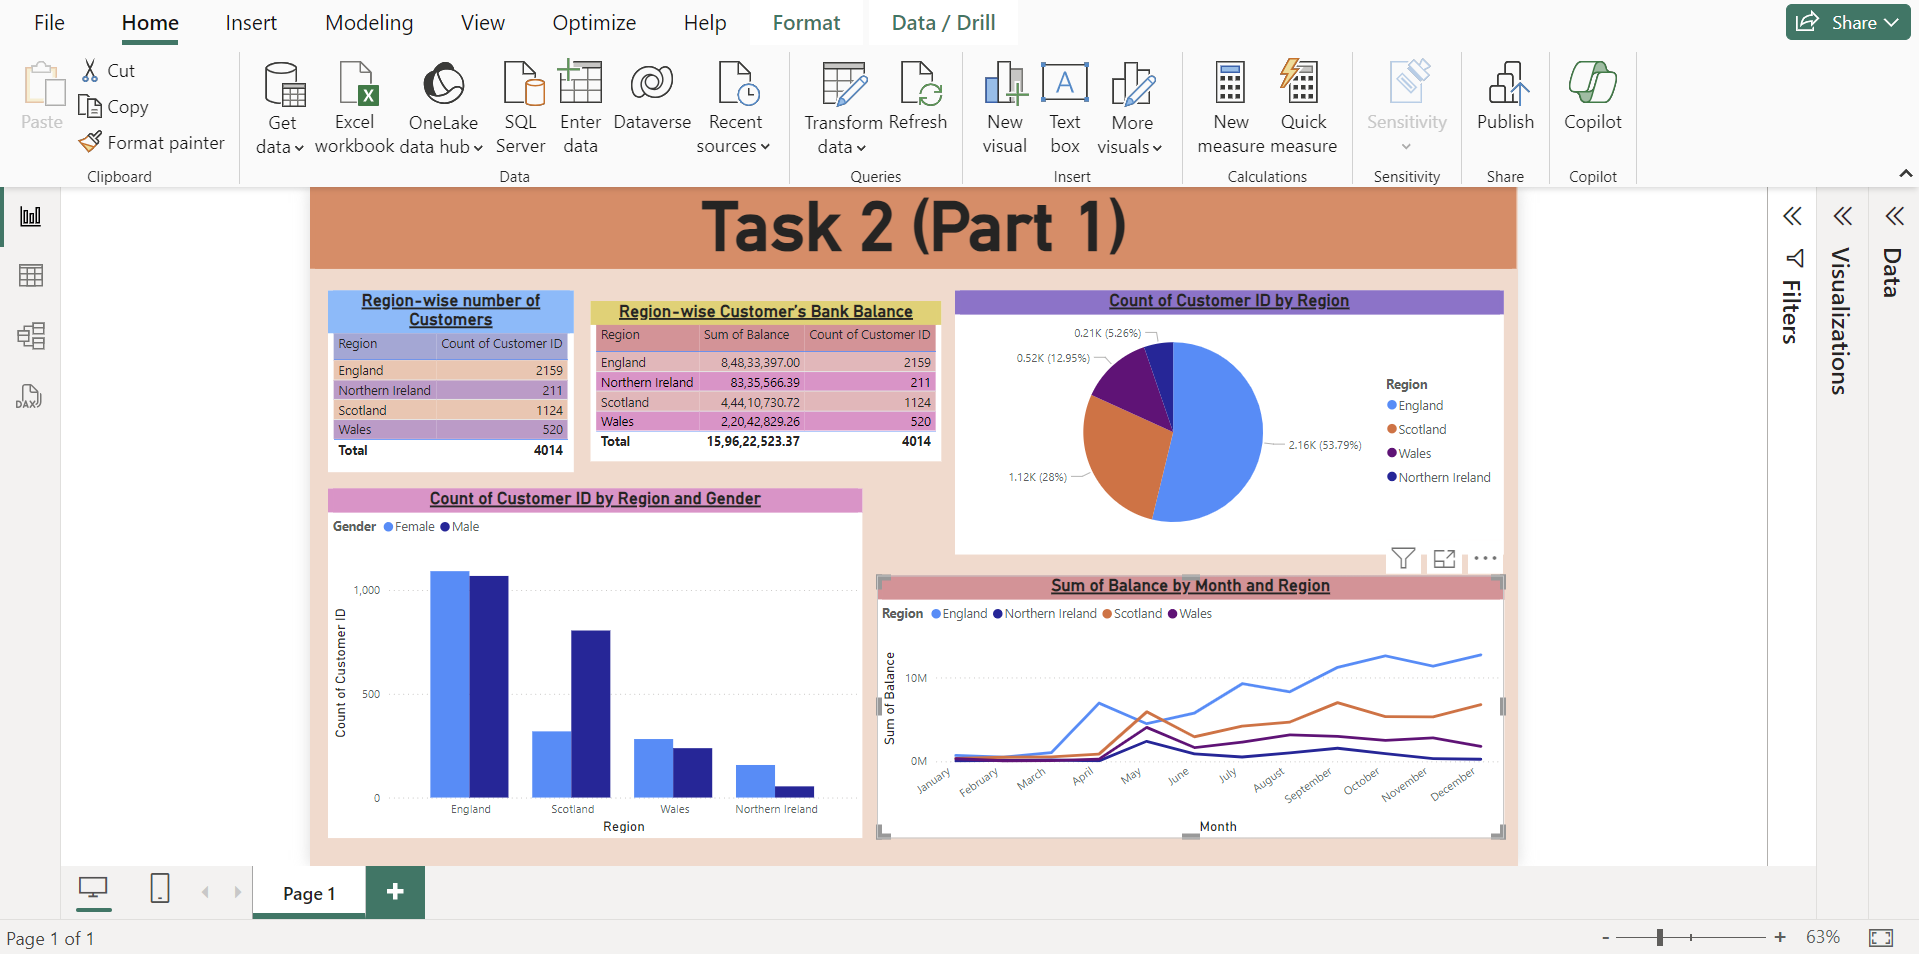 File Home Insert Modeling View Optimize Help Format Data / Drill Share
Paste
Cut
Copy
Format painter
Clipboard
Get data
Excel workbook
OneLake data hub
SQL Server
Enter data
Dataverse
Recent sources
Data
Transform data
Refresh
Queries
New visual
A
Text box
More visuals
Insert
New measure
Quick measure
Calculations
Sensitivity
Sensitivity
Publish
Share
Copilot
Copilot
DAX
Task 2 (Part 1)
Region-wise number of
Customers
Region Count of Customer ID
England 2159
Northern Ireland 211
Scotland 1124
Wales 520
Total 4014
Region-wise Customer's Bank Balance
Region Sum of Balance Count of Customer ID
England 8,48,33,397.00 2159
Northern Ireland 83,35,566.39 211
Scotland 4,44,10,730.72 1124
Wales 2,20,42,829.26 520
Total 15,96,22,523.37 4014
Count of Customer ID by Region
0.21K (5.26%)
0.52K (12.95%)
2.16K (53.79%)
1.12K (28%)
Region
England
Scotland
Wales
Northern Ireland
Count of Customer ID by Region and Gender
Gender Female Male
Count of Customer ID
1,000
500
0
England Scotland Wales Northern Ireland
Region
Sum of Balance by Month and Region
Region England Northern Ireland Scotland Wales
Sum of Balance
10M
0M
January February March April May June July August September October November December
Month
Filters
Visualizations
Data
Page 1
+
Page 1 of 1
- + 63%